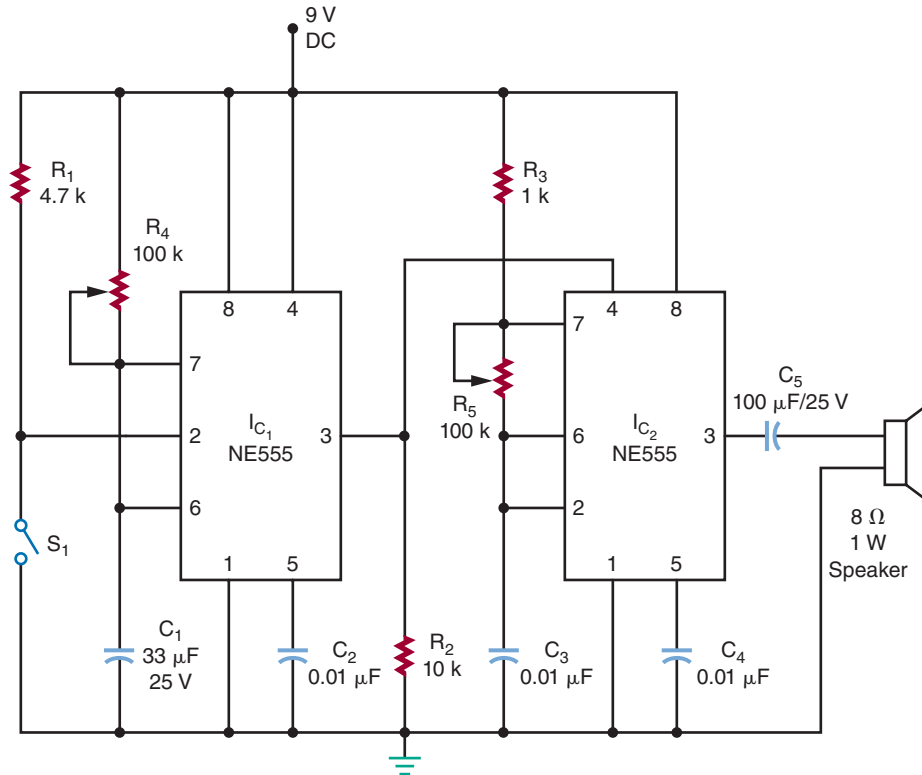 9 V
DC
R1
4.7 k
R4
100 k
R3
1 k
8
4
7
2
6
3
1
5
IC1
NE555
4
8
7
6
2
3
1
5
R5
100 k
IC2
NE555
C5
100 μF/25 V
8 Ω
1 W
Speaker
S1
C1
33 μF
25 V
C2
0.01 μF
R2
10 k
C3
0.01 μF
C4
0.01 μF